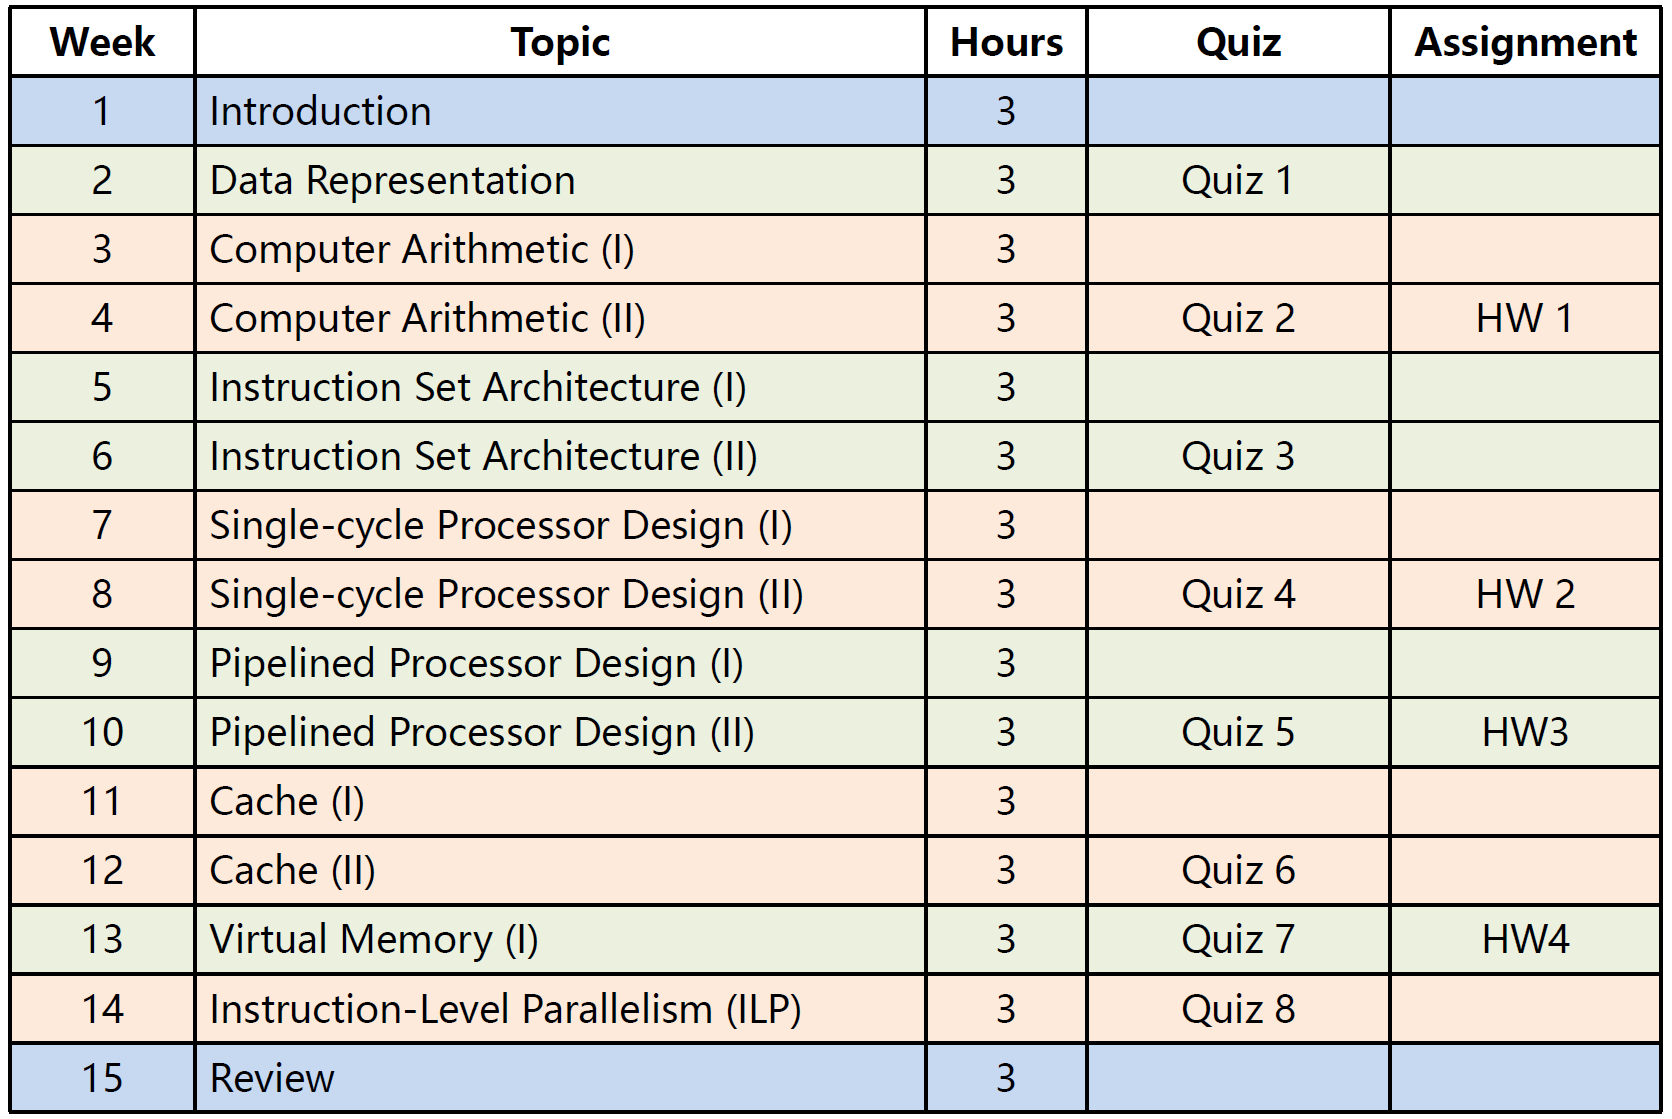 Week Topic Hours Quiz Assignment
1 Introduction 3
2 Data Representation 3 Quiz 1
3 Computer Arithmetic (I) 3
4 Computer Arithmetic (II) 3 Quiz 2 HW 1
5 Instruction Set Architecture (I) 3
6 Instruction Set Architecture (II) 3 Quiz 3
7 Single-cycle Processor Design (I) 3
8 Single-cycle Processor Design (II) 3 Quiz 4 HW 2
9 Pipelined Processor Design (I) 3
10 Pipelined Processor Design (II) 3 Quiz 5 HW3
11 Cache (I) 3
12 Cache (II) 3 Quiz 6
13 Virtual Memory (I) 3 Quiz 7 HW4
14 Instruction-Level Parallelism (ILP) 3 Quiz 8
15 Review 3